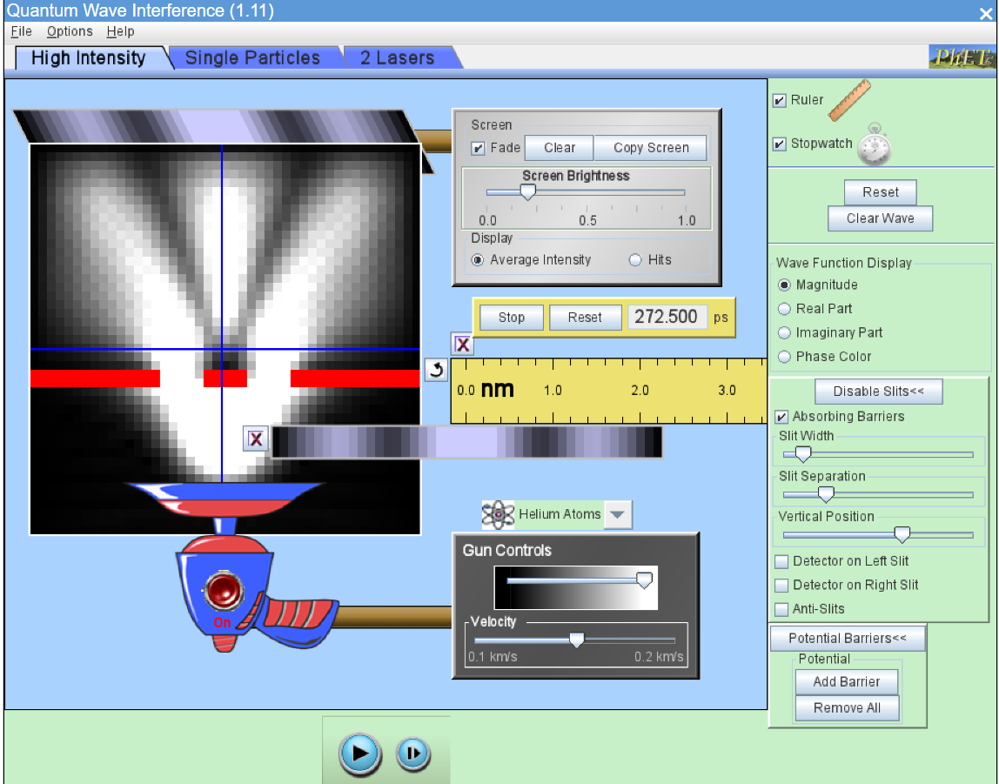 Quantum Wave Interference (1.11)
File Options Help
High Intensity Single Particles 2 Lasers
PhET
Ruler
Stopwatch
Reset
Clear Wave
Screen
Fade Clear Copy Screen
Screen Brightness
0.0 0.5 1.0
Display
Average Intensity Hits
Stop Reset 272.500 ps
0.0 nm 1.0 2.0 3.0
Wave Function Display
Magnitude
Real Part
Imaginary Part
Phase Color
Disable Slits<<
Absorbing Barriers
Slit Width
Slit Separation
Vertical Position
Detector on Left Slit
Detector on Right Slit
Anti-Slits
Potential Barriers<<
Potential
Add Barrier
Remove All
Helium Atoms
Gun Controls
Velocity
0.1 km/s 0.2 km/s
On